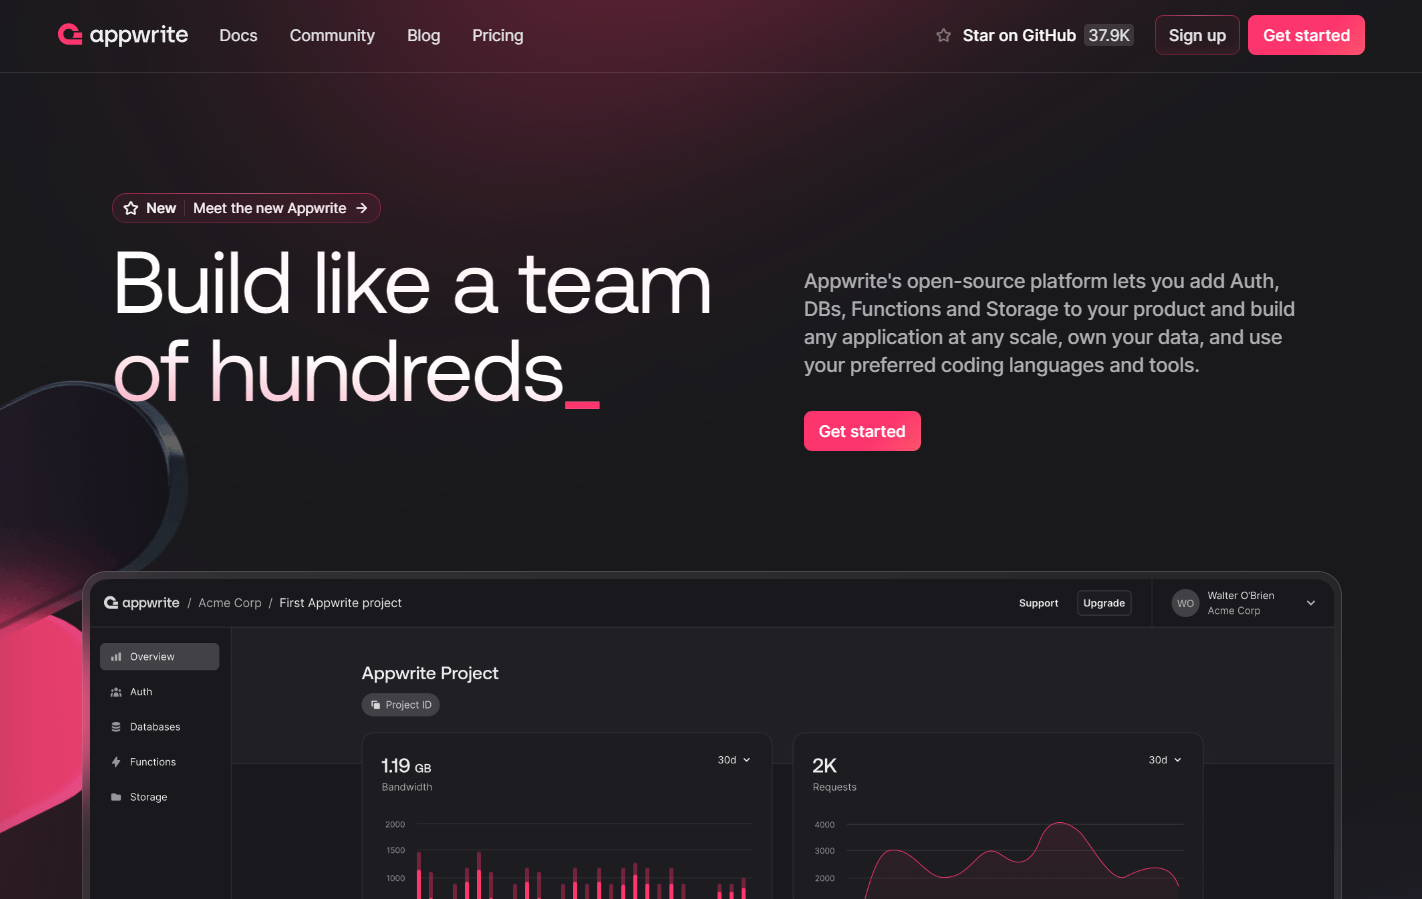 appwrite
Docs
Community
Blog
Pricing
Star on GitHub 37.9K
Sign up
Get started
New Meet the new Appwrite →
Build like a team
of hundreds_
Appwrite's open-source platform lets you add Auth,
DBs, Functions and Storage to your product and build
any application at any scale, own your data, and use
your preferred coding languages and tools.
Get started
appwrite / Acme Corp / First Appwrite project
Support
Upgrade
WO
Walter O'Brien
Acme Corp
Overview
Auth
Databases
Functions
Storage
Appwrite Project
Project ID
1.19 GB
Bandwidth
30d
2000
1500
1000
2K
Requests
30d
4000
3000
2000